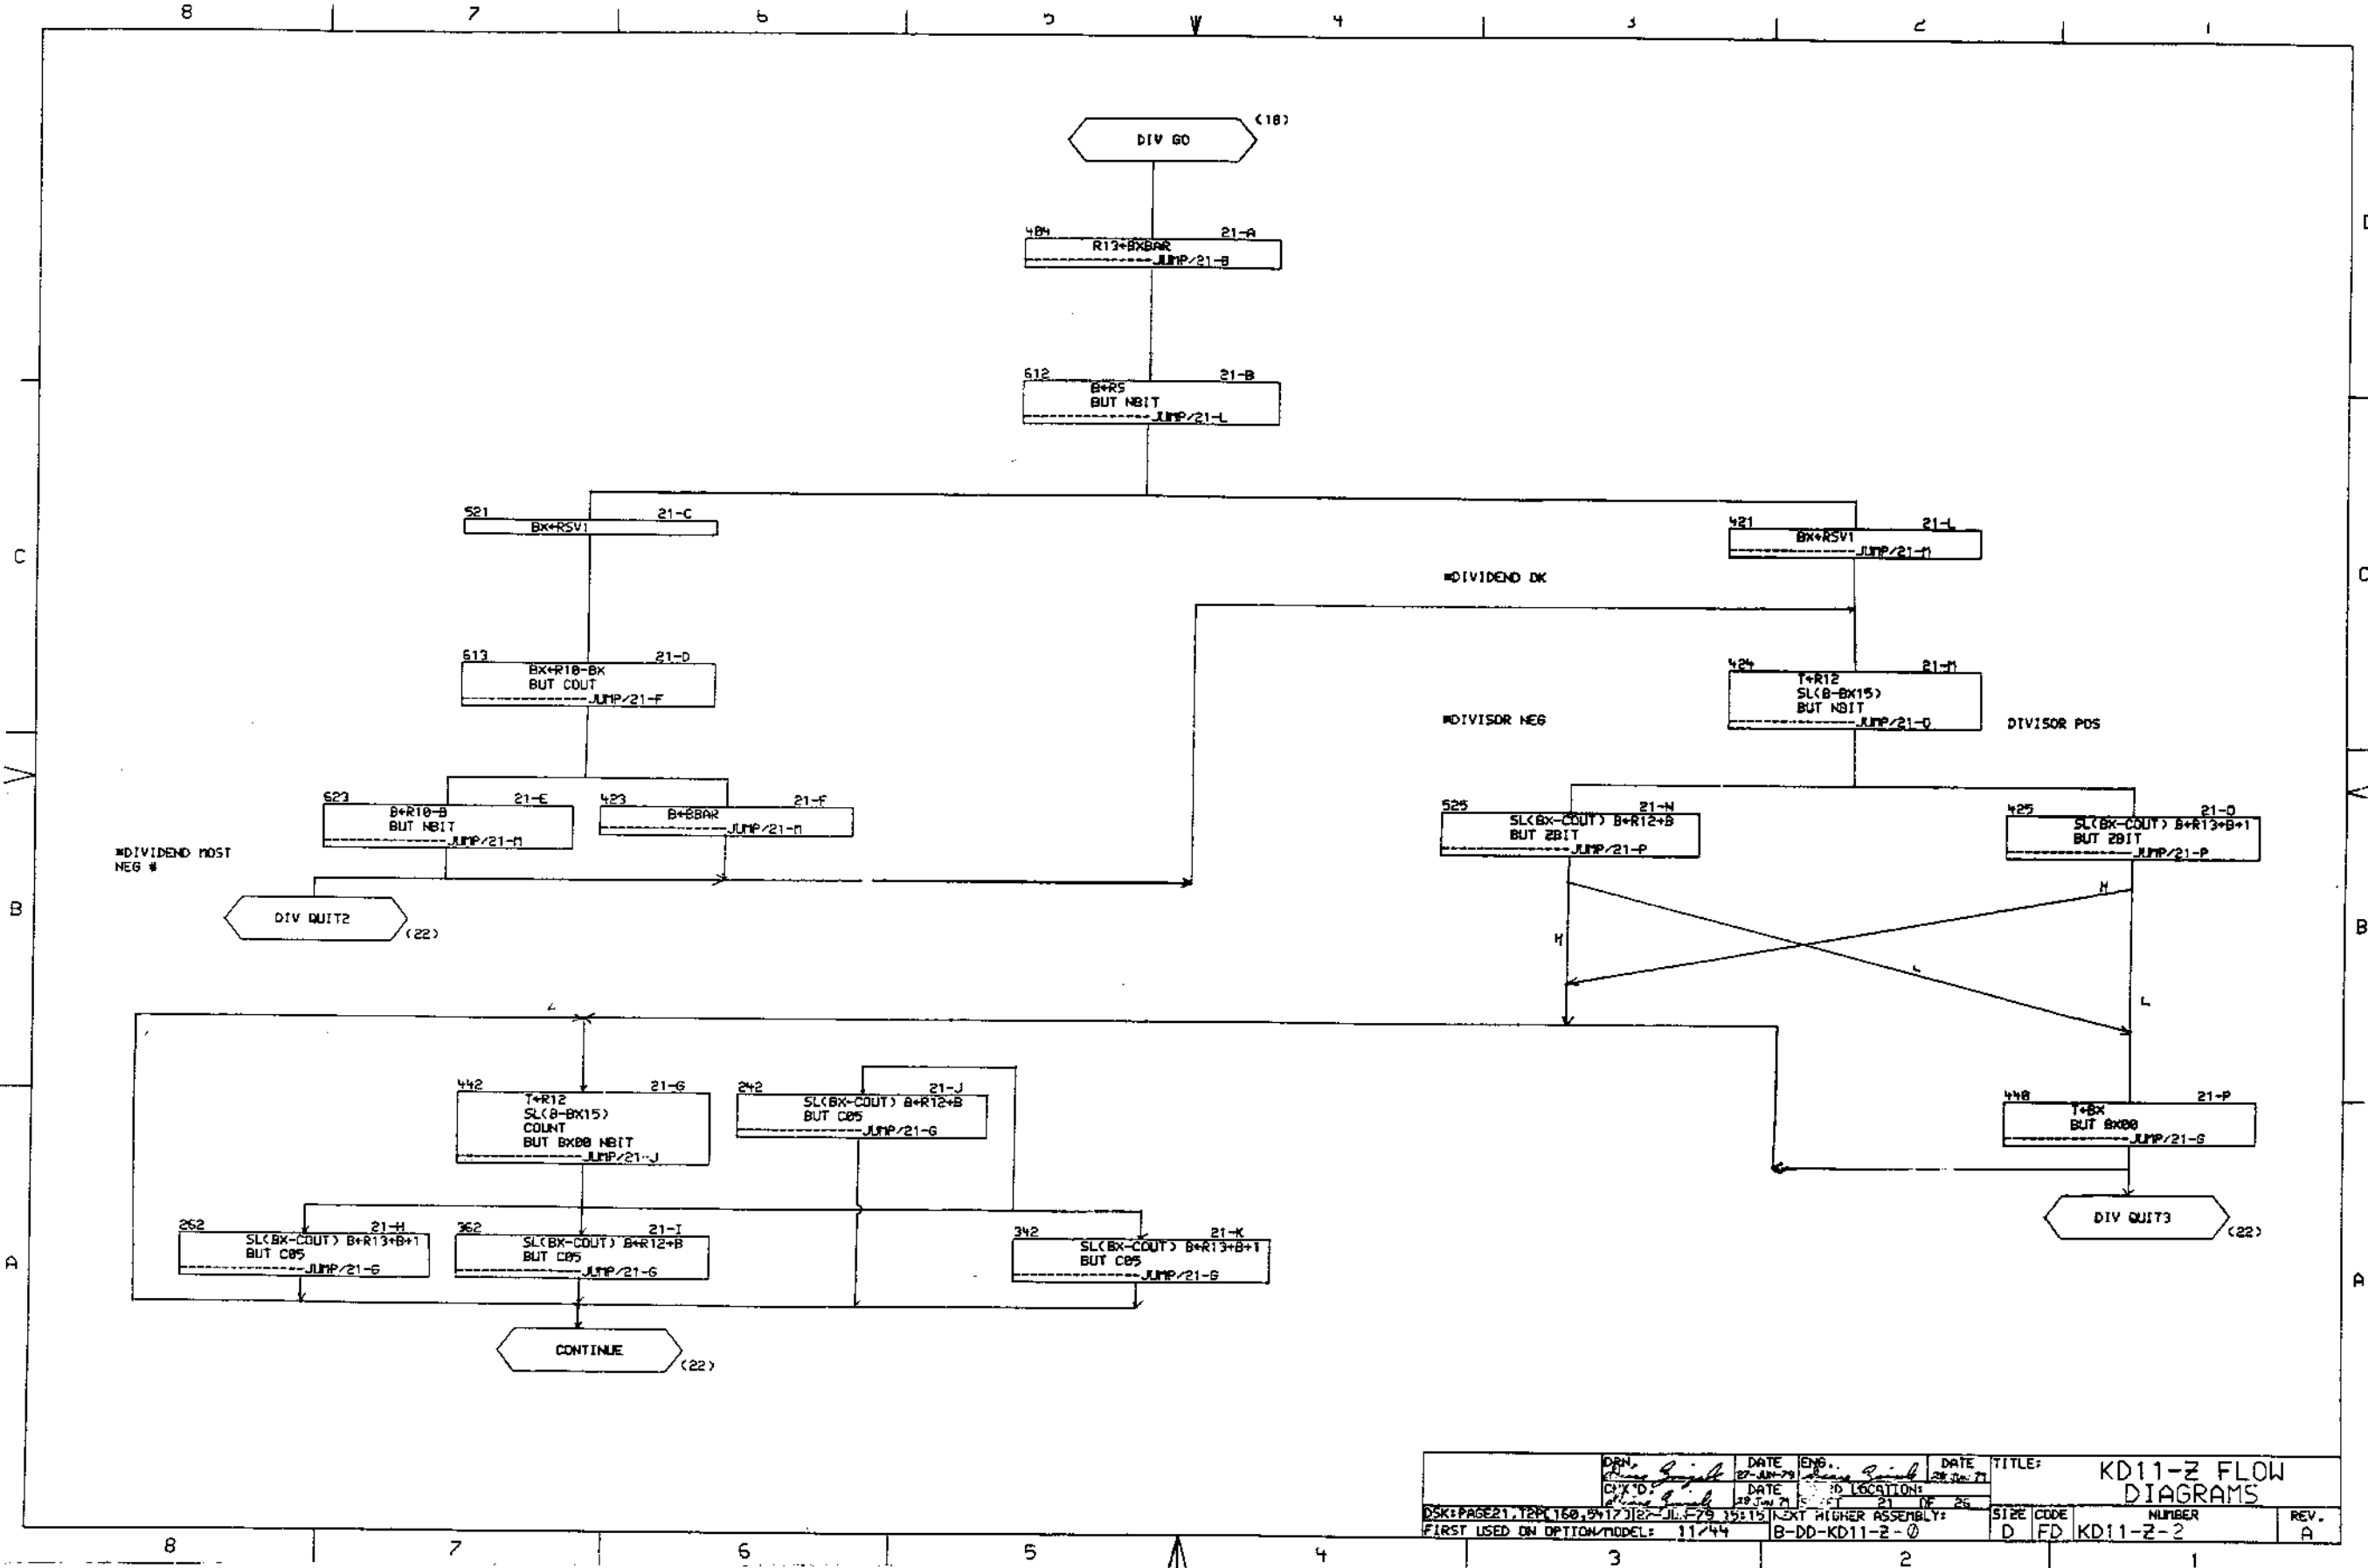 8 7 6 5 4 3 2 1
DIV GO
(18)
404 21-A
R13←BXBAR
JUMP/21-B
612 21-B
B←RS
BUT NBIT
JUMP/21-L
521 21-C
BX←RSV1
421 21-L
BX←RSV1
JUMP/21-M
C
C
*DIVIDEND OK
613 21-D
BX←R10-BX
BUT COUT
JUMP/21-F
424 21-M
T←R12
SL(B-BX15)
BUT NBIT
JUMP/21-O
*DIVISOR NEG
DIVISOR POS
623 21-E
B←R10-B
BUT NBIT
JUMP/21-M
423 21-F
B←BBAR
JUMP/21-M
525 21-N
SL(BX-COUT) B←R12+B
BUT ZBIT
JUMP/21-P
425 21-O
SL(BX-COUT) B←R13+B+1
BUT ZBIT
JUMP/21-P
*DIVIDEND MOST
NEG #
DIV QUIT2
(22)
B
B
H
H
L
L
442 21-G
T←R12
SL(B-BX15)
COUNT
BUT BX00 NBIT
JUMP/21-J
242 21-J
SL(BX-COUT) B←R12+B
BUT C05
JUMP/21-G
440 21-P
T←BX
BUT BX00
JUMP/21-G
262 21-H
SL(BX-COUT) B←R13+B+1
BUT C05
JUMP/21-G
362 21-I
SL(BX-COUT) B←R12+B
BUT C05
JUMP/21-G
342 21-K
SL(BX-COUT) B←R13+B+1
BUT C05
JUMP/21-G
DIV QUIT3
(22)
A
A
CONTINUE
(22)
DRN. DATE 27-JUN-79 ENG. DATE
CHK'D. DATE LOCATION:
21 OF 26
TITLE: KD11-Z FLOW
DIAGRAMS
DSK:PAGE21.T2P[160,5417] 15:15 NEXT HIGHER ASSEMBLY:
FIRST USED ON OPTION/MODEL: 11/44 B-DD-KD11-Z-0
SIZE D CODE FD NUMBER KD11-Z-2 REV. A
8 7 6 5 4 3 2 1